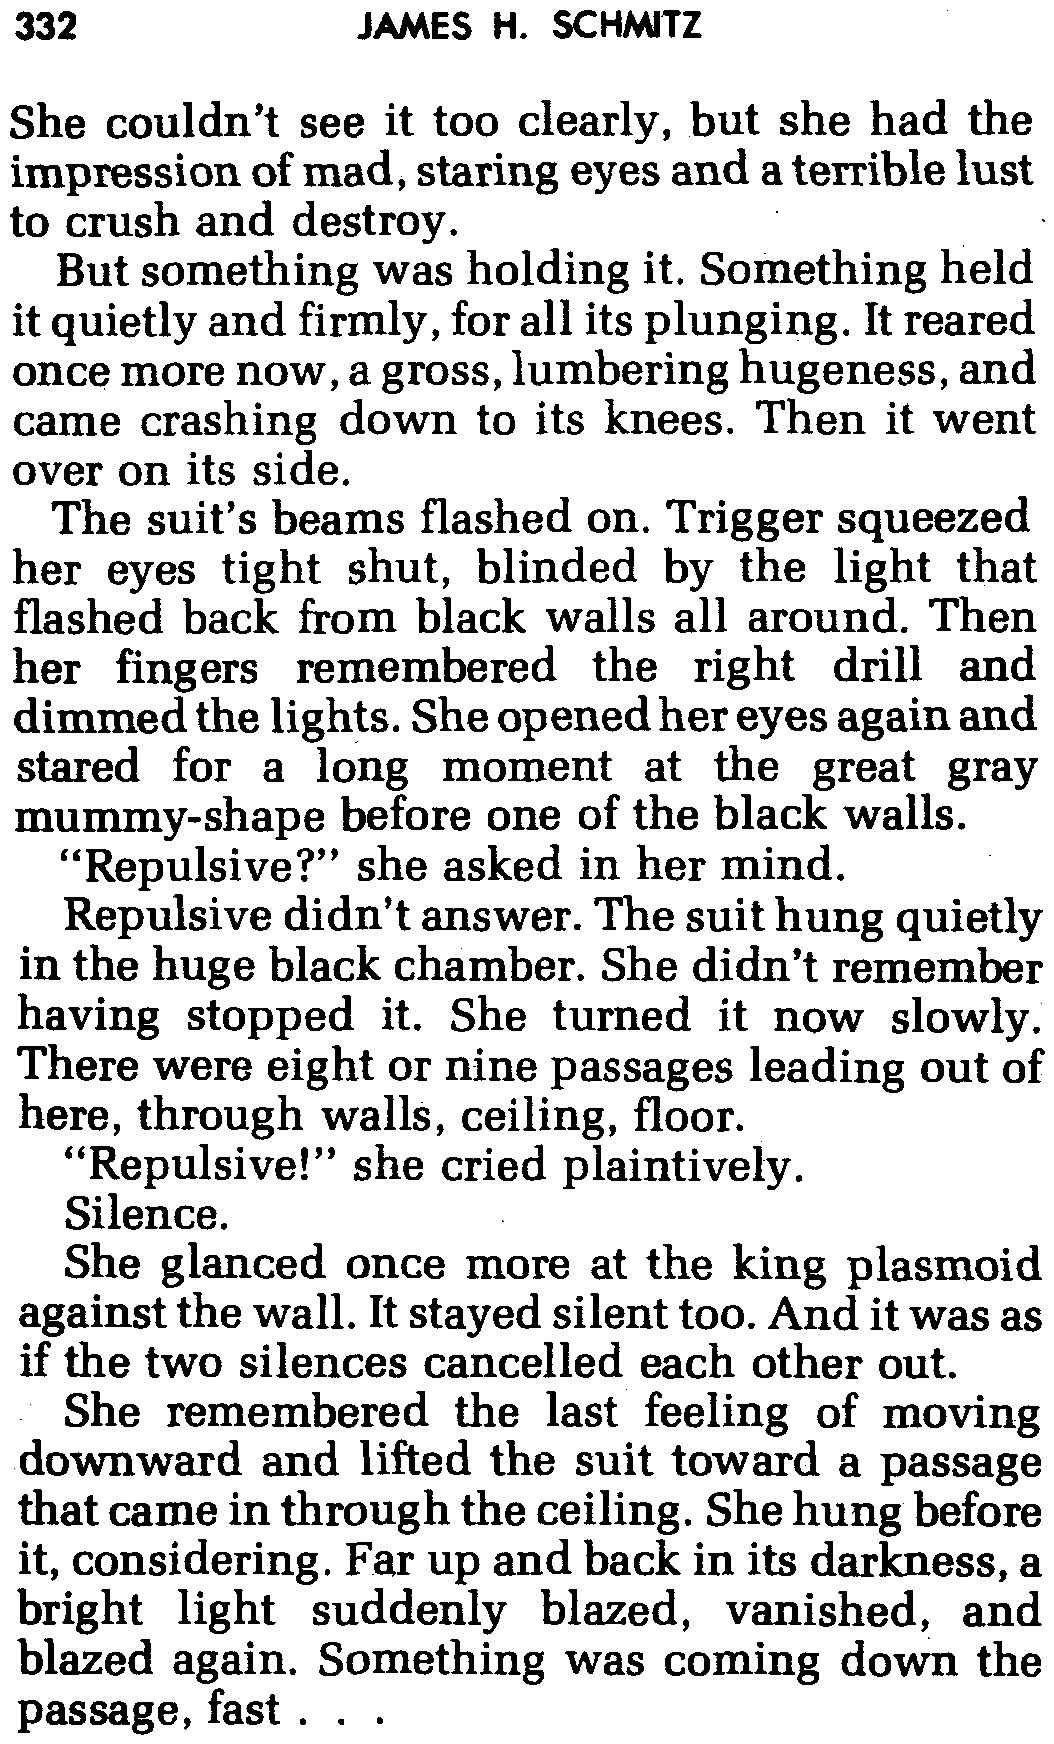 332 JAMES H. SCHMITZ
She couldn't see it too clearly, but she had the
impression of mad, staring eyes and a terrible lust
to crush and destroy.
But something was holding it. Something held
it quietly and firmly, for all its plunging. It reared
once more now, a gross, lumbering hugeness, and
came crashing down to its knees. Then it went
over on its side.
The suit's beams flashed on. Trigger squeezed
her eyes tight shut, blinded by the light that
flashed back from black walls all around. Then
her fingers remembered the right drill and
dimmed the lights. She opened her eyes again and
stared for a long moment at the great gray
mummy-shape before one of the black walls.
"Repulsive?" she asked in her mind.
Repulsive didn't answer. The suit hung quietly
in the huge black chamber. She didn't remember
having stopped it. She turned it now slowly.
There were eight or nine passages leading out of
here, through walls, ceiling, floor.
"Repulsive!" she cried plaintively.
Silence.
She glanced once more at the king plasmoid
against the wall. It stayed silent too. And it was as
if the two silences cancelled each other out.
She remembered the last feeling of moving
downward and lifted the suit toward a passage
that came in through the ceiling. She hung before
it, considering. Far up and back in its darkness, a
bright light suddenly blazed, vanished, and
blazed again. Something was coming down the
passage, fast . . .